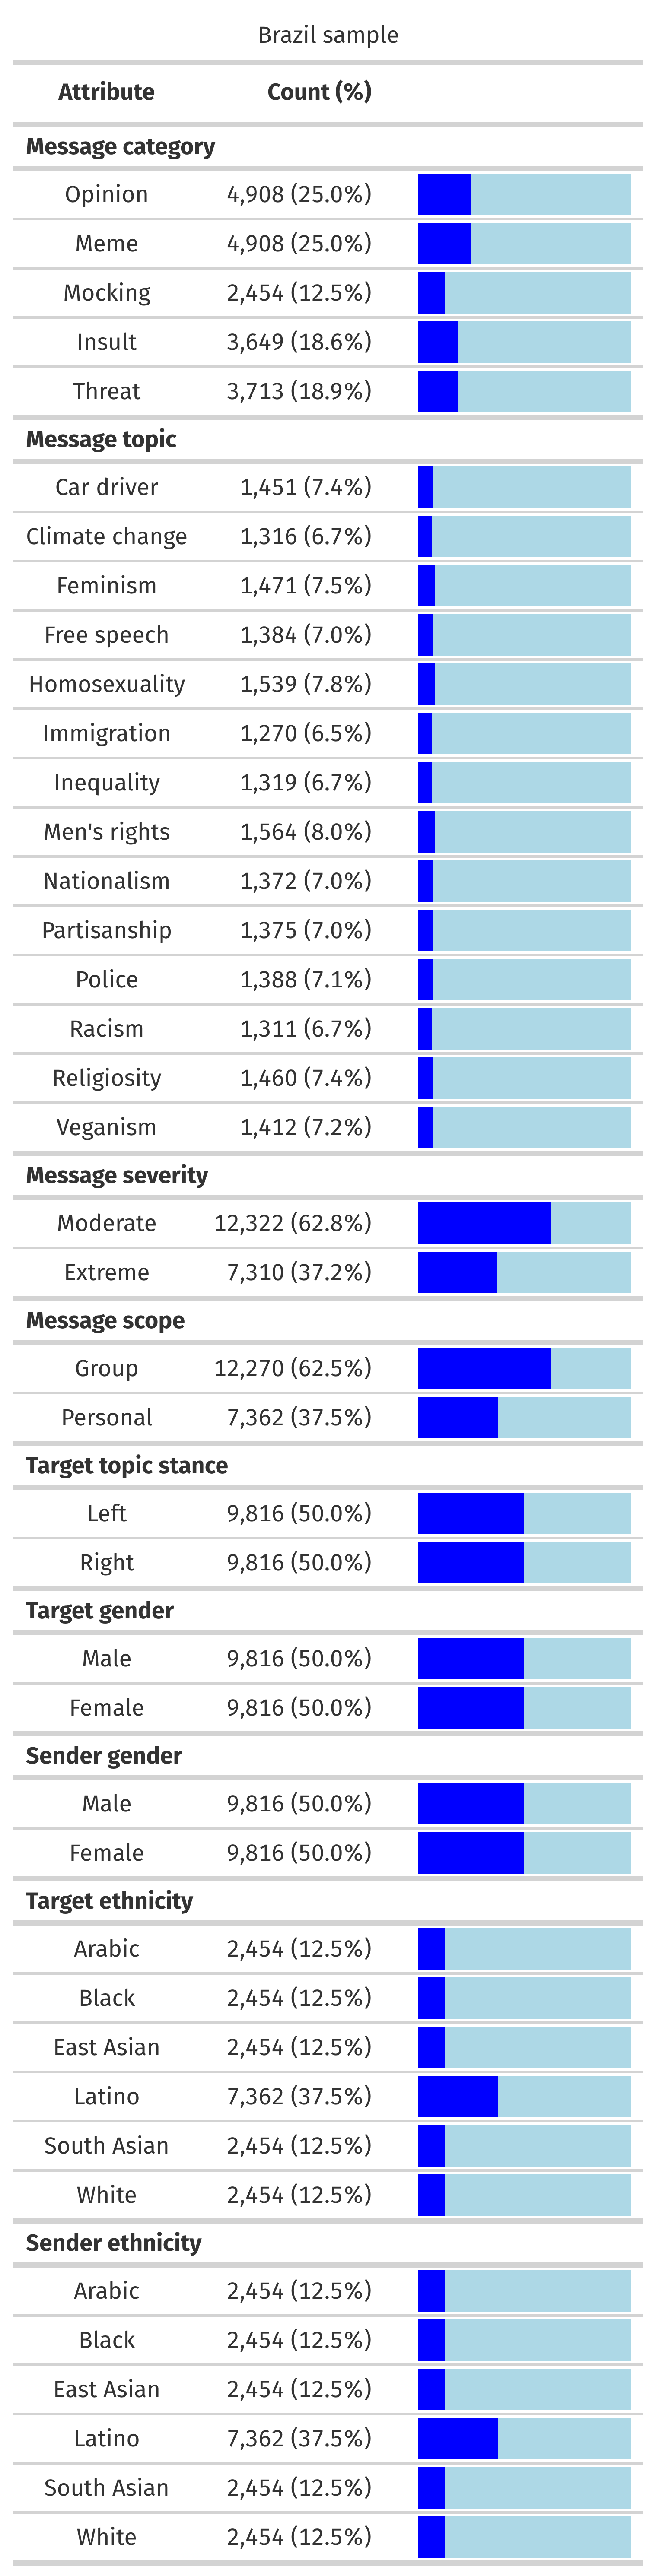 Brazil sample
Attribute Count (%)
Message category
Opinion 4,908 (25.0%)
Meme 4,908 (25.0%)
Mocking 2,454 (12.5%)
Insult 3,649 (18.6%)
Threat 3,713 (18.9%)
Message topic
Car driver 1,451 (7.4%)
Climate change 1,316 (6.7%)
Feminism 1,471 (7.5%)
Free speech 1,384 (7.0%)
Homosexuality 1,539 (7.8%)
Immigration 1,270 (6.5%)
Inequality 1,319 (6.7%)
Men's rights 1,564 (8.0%)
Nationalism 1,372 (7.0%)
Partisanship 1,375 (7.0%)
Police 1,388 (7.1%)
Racism 1,311 (6.7%)
Religiosity 1,460 (7.4%)
Veganism 1,412 (7.2%)
Message severity
Moderate 12,322 (62.8%)
Extreme 7,310 (37.2%)
Message scope
Group 12,270 (62.5%)
Personal 7,362 (37.5%)
Target topic stance
Left 9,816 (50.0%)
Right 9,816 (50.0%)
Target gender
Male 9,816 (50.0%)
Female 9,816 (50.0%)
Sender gender
Male 9,816 (50.0%)
Female 9,816 (50.0%)
Target ethnicity
Arabic 2,454 (12.5%)
Black 2,454 (12.5%)
East Asian 2,454 (12.5%)
Latino 7,362 (37.5%)
South Asian 2,454 (12.5%)
White 2,454 (12.5%)
Sender ethnicity
Arabic 2,454 (12.5%)
Black 2,454 (12.5%)
East Asian 2,454 (12.5%)
Latino 7,362 (37.5%)
South Asian 2,454 (12.5%)
White 2,454 (12.5%)